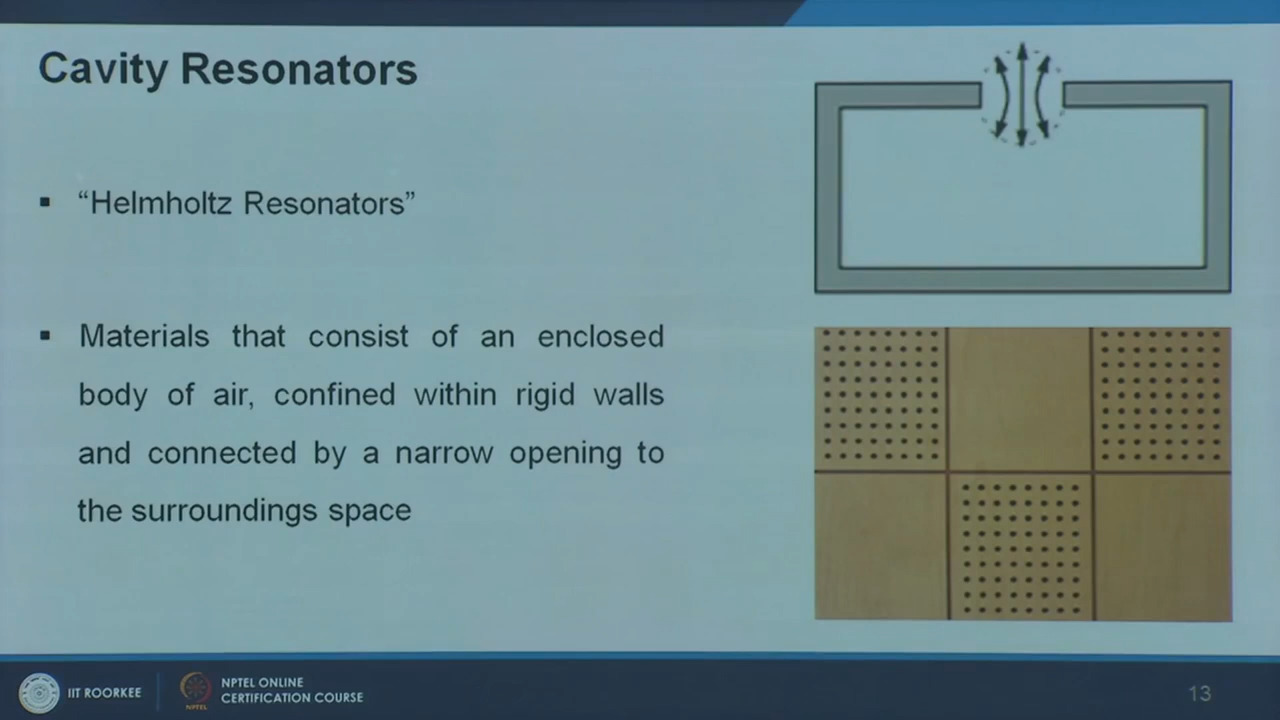 Cavity Resonators
▪ “Helmholtz Resonators”
▪ Materials that consist of an enclosed
body of air, confined within rigid walls
and connected by a narrow opening to
the surroundings space
IIT ROORKEE
NPTEL
NPTEL ONLINE
CERTIFICATION COURSE
13